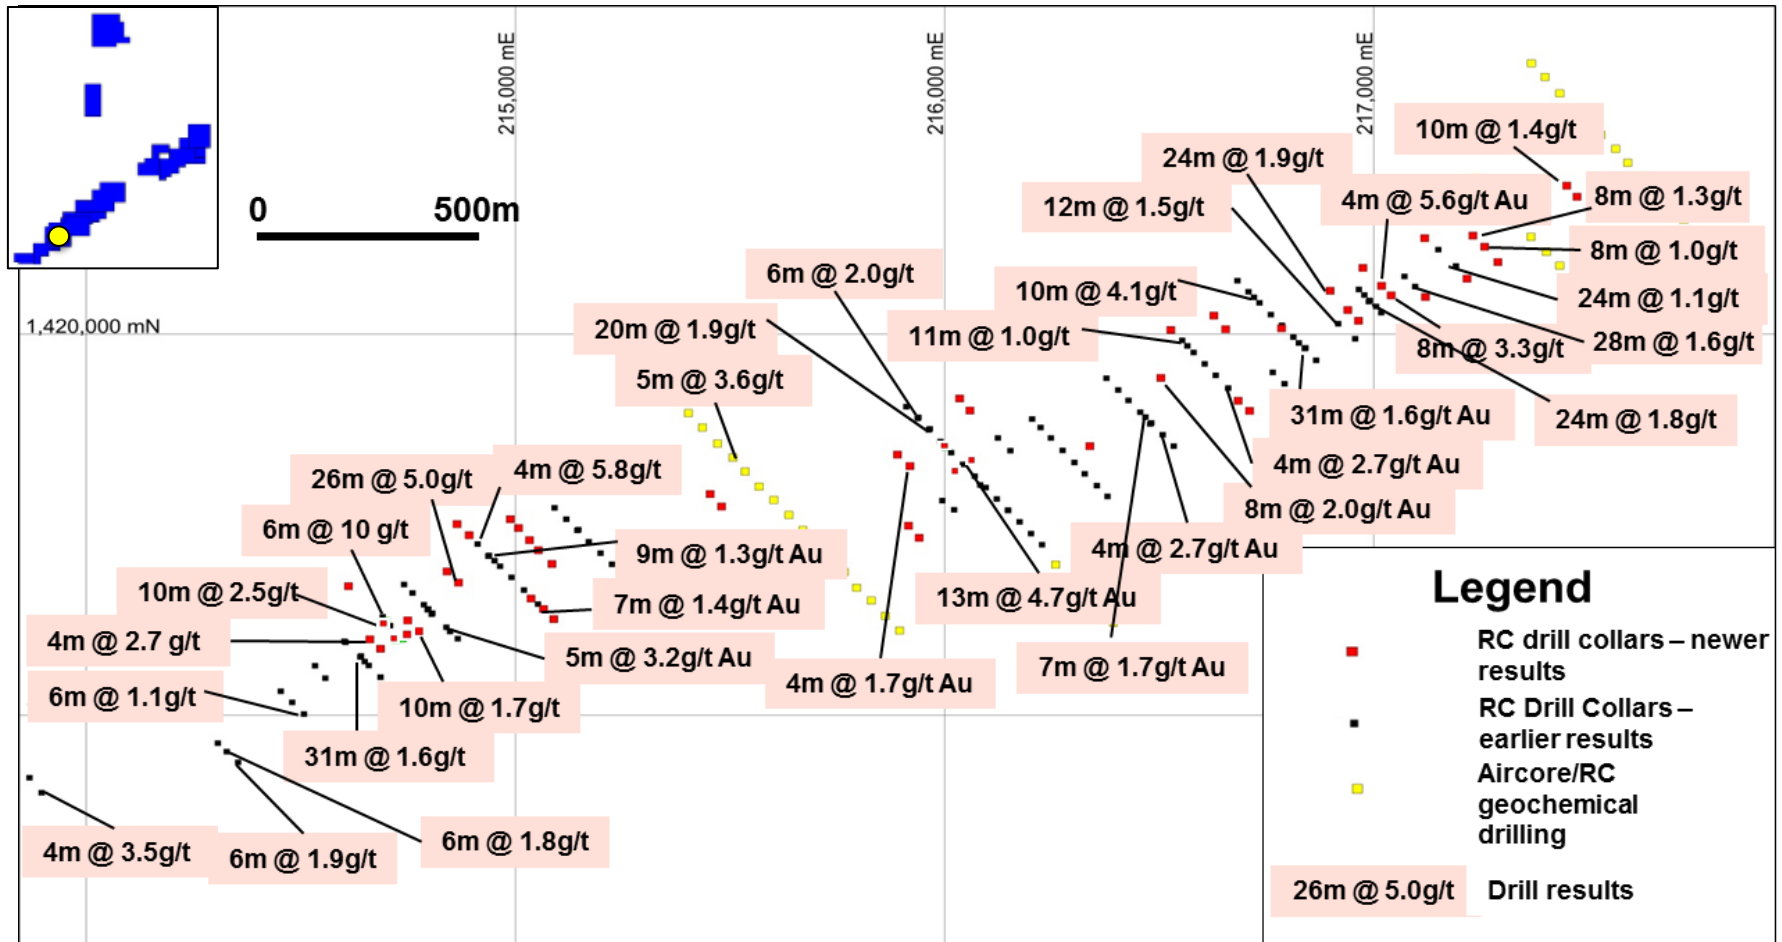 215,000 mE
216,000 mE
217,000 mE
0 500m
1,420,000 mN
10m @ 1.4g/t
24m @ 1.9g/t
4m @ 5.6g/t Au
8m @ 1.3g/t
12m @ 1.5g/t
8m @ 1.0g/t
6m @ 2.0g/t
10m @ 4.1g/t
24m @ 1.1g/t
20m @ 1.9g/t
11m @ 1.0g/t
8m @ 3.3g/t
28m @ 1.6g/t
5m @ 3.6g/t
31m @ 1.6g/t Au
24m @ 1.8g/t
26m @ 5.0g/t
4m @ 5.8g/t
4m @ 2.7g/t Au
8m @ 2.0g/t Au
6m @ 10 g/t
9m @ 1.3g/t Au
4m @ 2.7g/t Au
10m @ 2.5g/t
7m @ 1.4g/t Au
13m @ 4.7g/t Au
4m @ 2.7 g/t
5m @ 3.2g/t Au
4m @ 1.7g/t Au
7m @ 1.7g/t Au
6m @ 1.1g/t
10m @ 1.7g/t
31m @ 1.6g/t
4m @ 3.5g/t
6m @ 1.9g/t
6m @ 1.8g/t
Legend
RC drill collars – newer
results
RC Drill Collars –
earlier results
Aircore/RC
geochemical
drilling
26m @ 5.0g/t Drill results